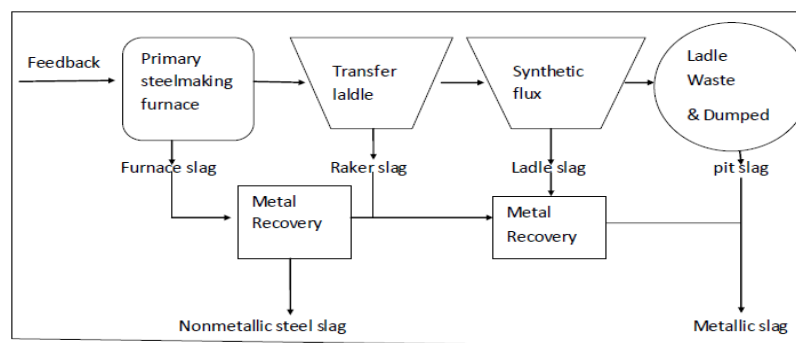 Feedback
Primary
steelmaking
furnace
Transfer
laldle
Synthetic
flux
Ladle
Waste
& Dumped
Furnace slag
Raker slag
Ladle slag
pit slag
Metal
Recovery
Metal
Recovery
Nonmetallic steel slag
Metallic slag